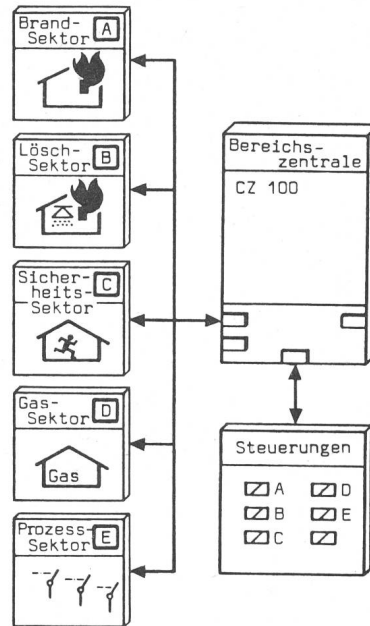 Brand-
Sektor A
Lösch-
Sektor B
Sicher-
heits-
Sektor C
Gas-
Sektor D
Gas
Prozess-
Sektor E
Bereichs-
zentrale
CZ 100
Steuerungen
A D
B E
C